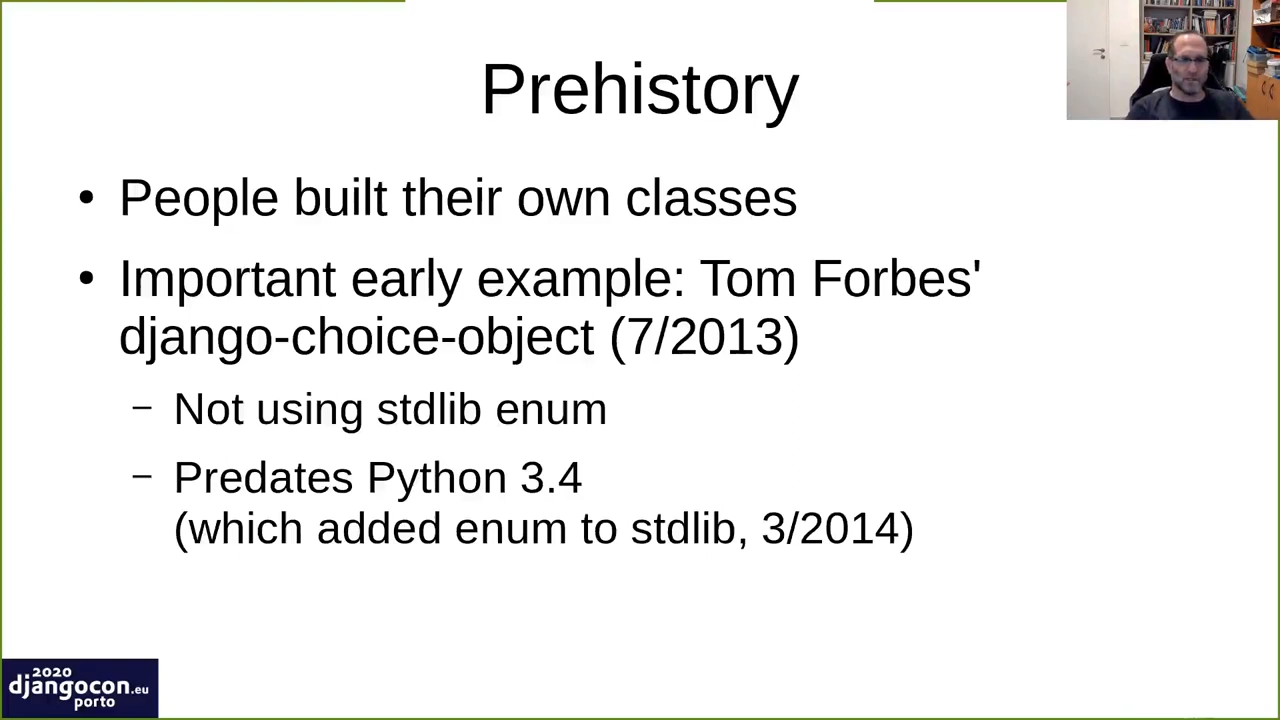 Prehistory
• People built their own classes
• Important early example: Tom Forbes'
django-choice-object (7/2013)
– Not using stdlib enum
– Predates Python 3.4
(which added enum to stdlib, 3/2014)
2020
djangocon.eu
porto